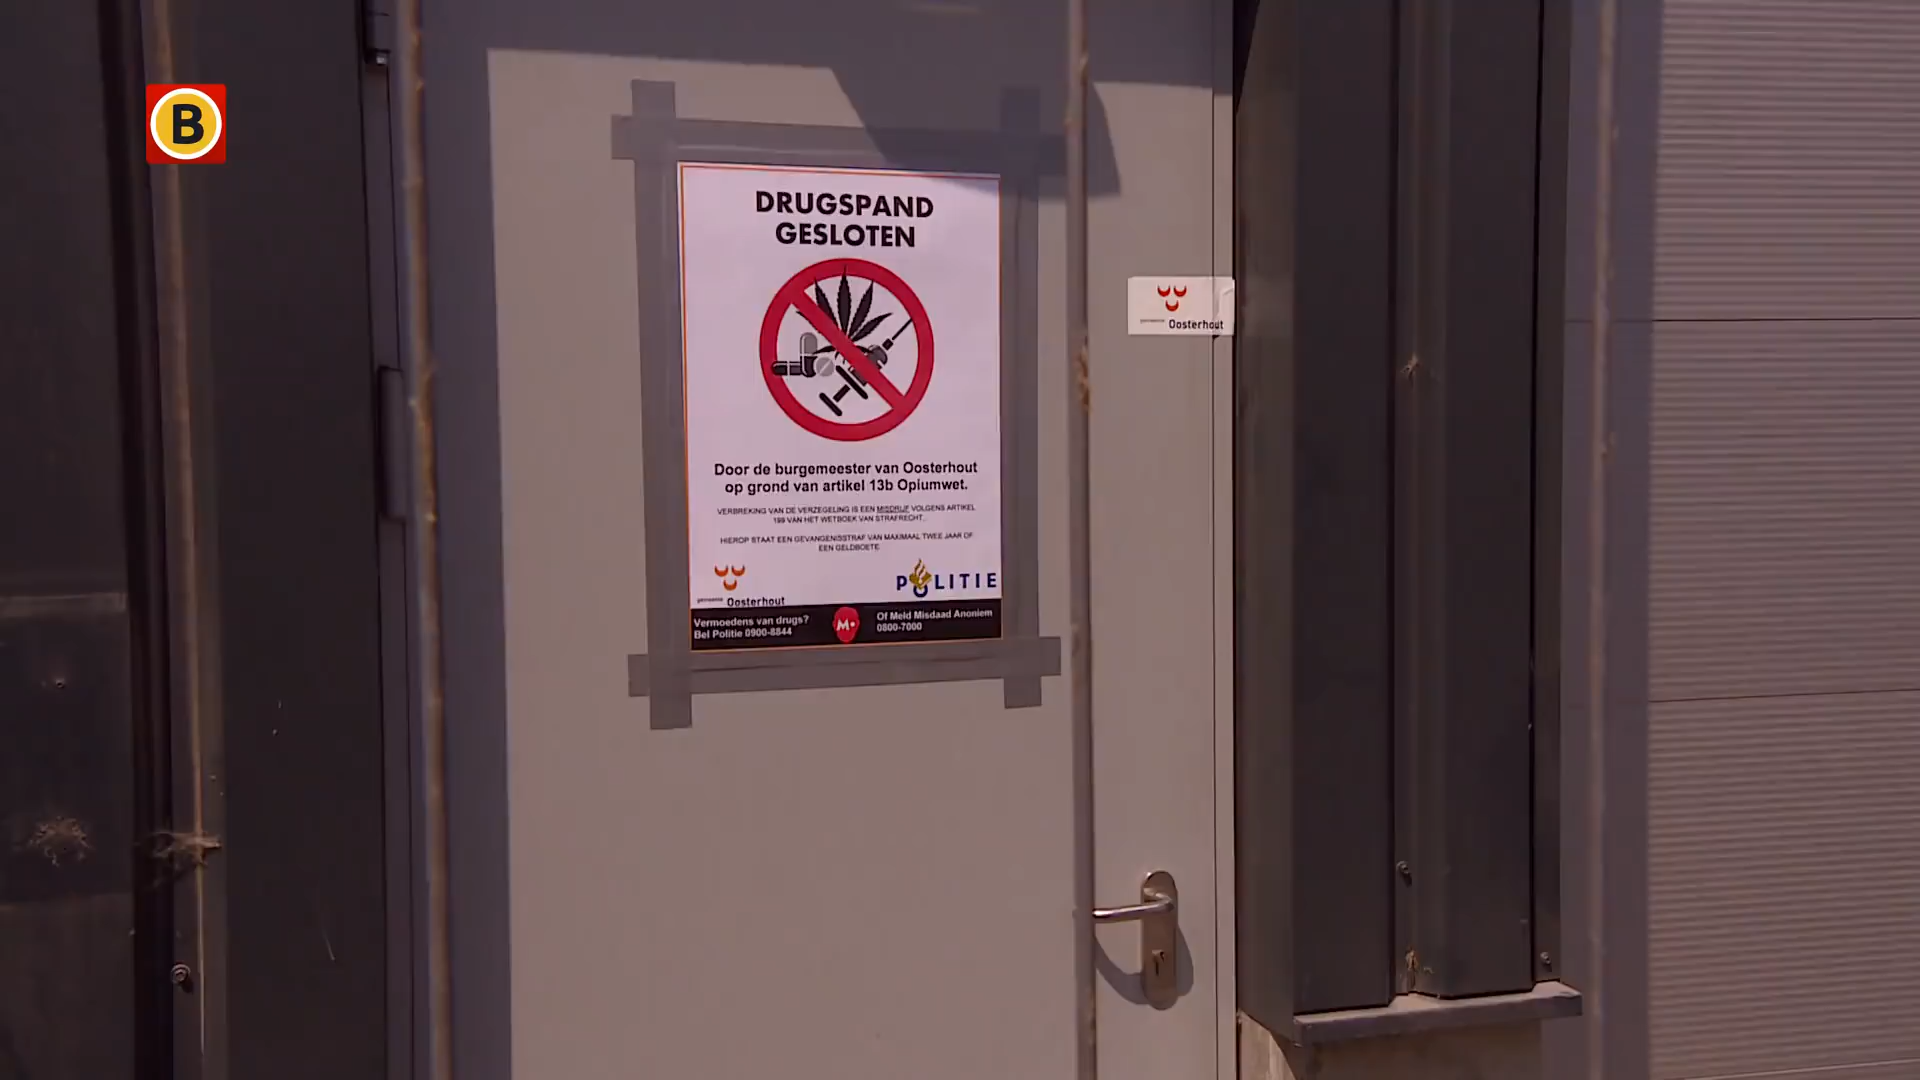 B
DRUGSPAND
GESLOTEN
Door de burgemeester van Oosterhout
op grond van artikel 13b Opiumwet.
VERBREKING VAN DE VERZEGELING IS EEN MISDRIJF VOLGENS ARTIKEL
199 VAN HET WETBOEK VAN STRAFRECHT.
HIEROP STAAT EEN GEVANGENISSTRAF VAN MAXIMAAL TWEE JAAR OF
EEN GELDBOETE
gemeente Oosterhout
POLITIE
Vermoedens van drugs?
Bel Politie 0900-8844
M.
Of Meld Misdaad Anoniem
0800-7000
gemeente Oosterhout